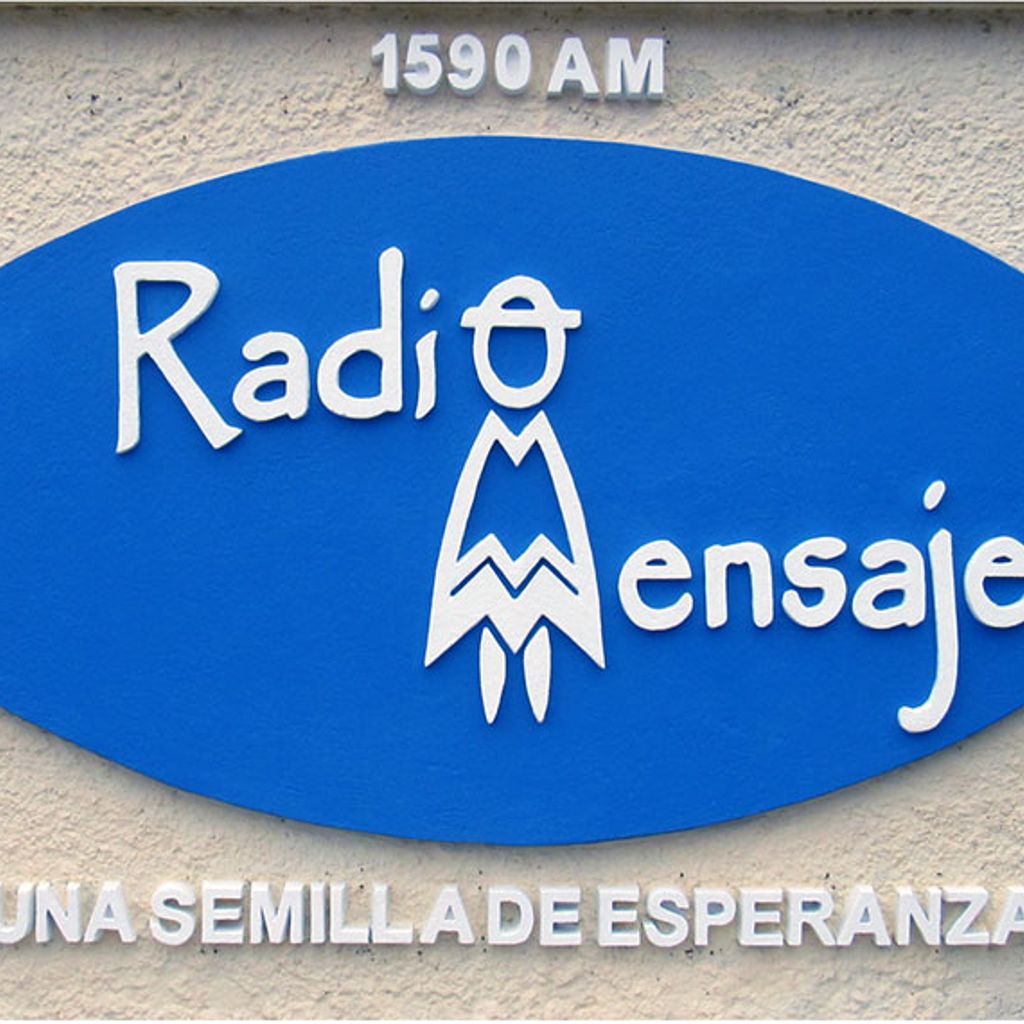 1590 AM
Radio
Mensaje
UNA SEMILLA DE ESPERANZA